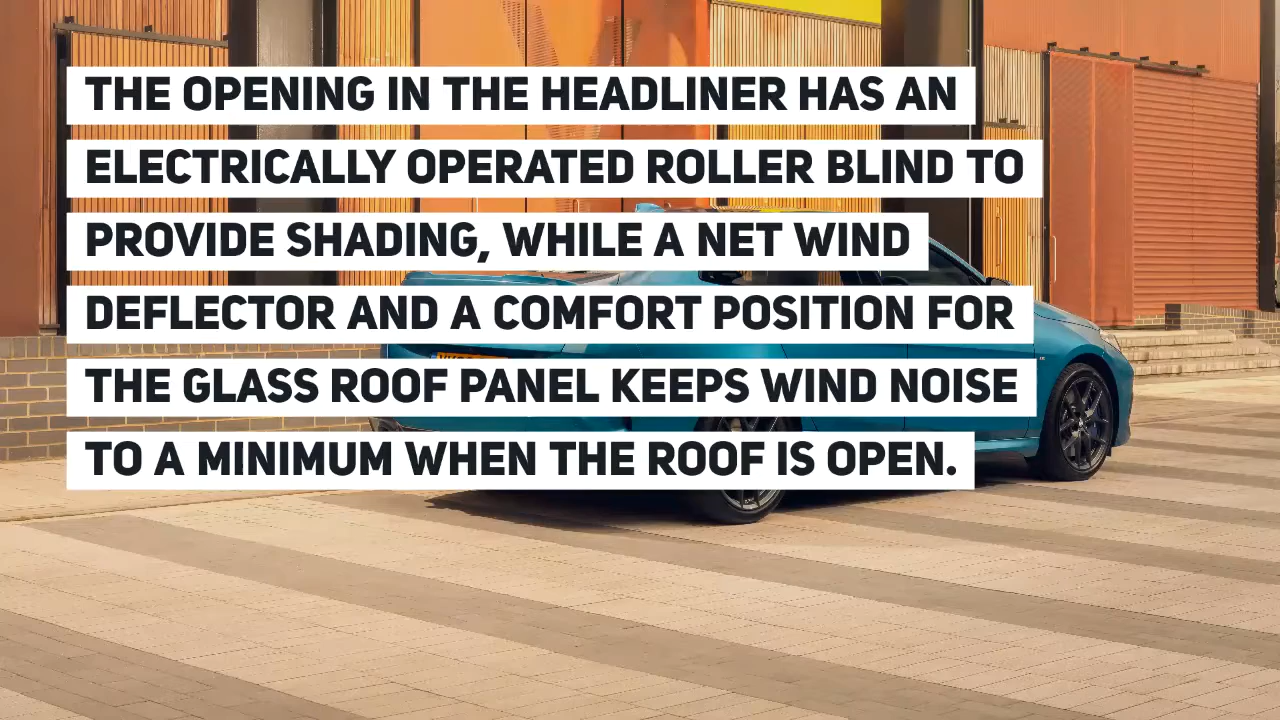 THE OPENING IN THE HEADLINER HAS AN
ELECTRICALLY OPERATED ROLLER BLIND TO
PROVIDE SHADING, WHILE A NET WIND
DEFLECTOR AND A COMFORT POSITION FOR
THE GLASS ROOF PANEL KEEPS WIND NOISE
TO A MINIMUM WHEN THE ROOF IS OPEN.